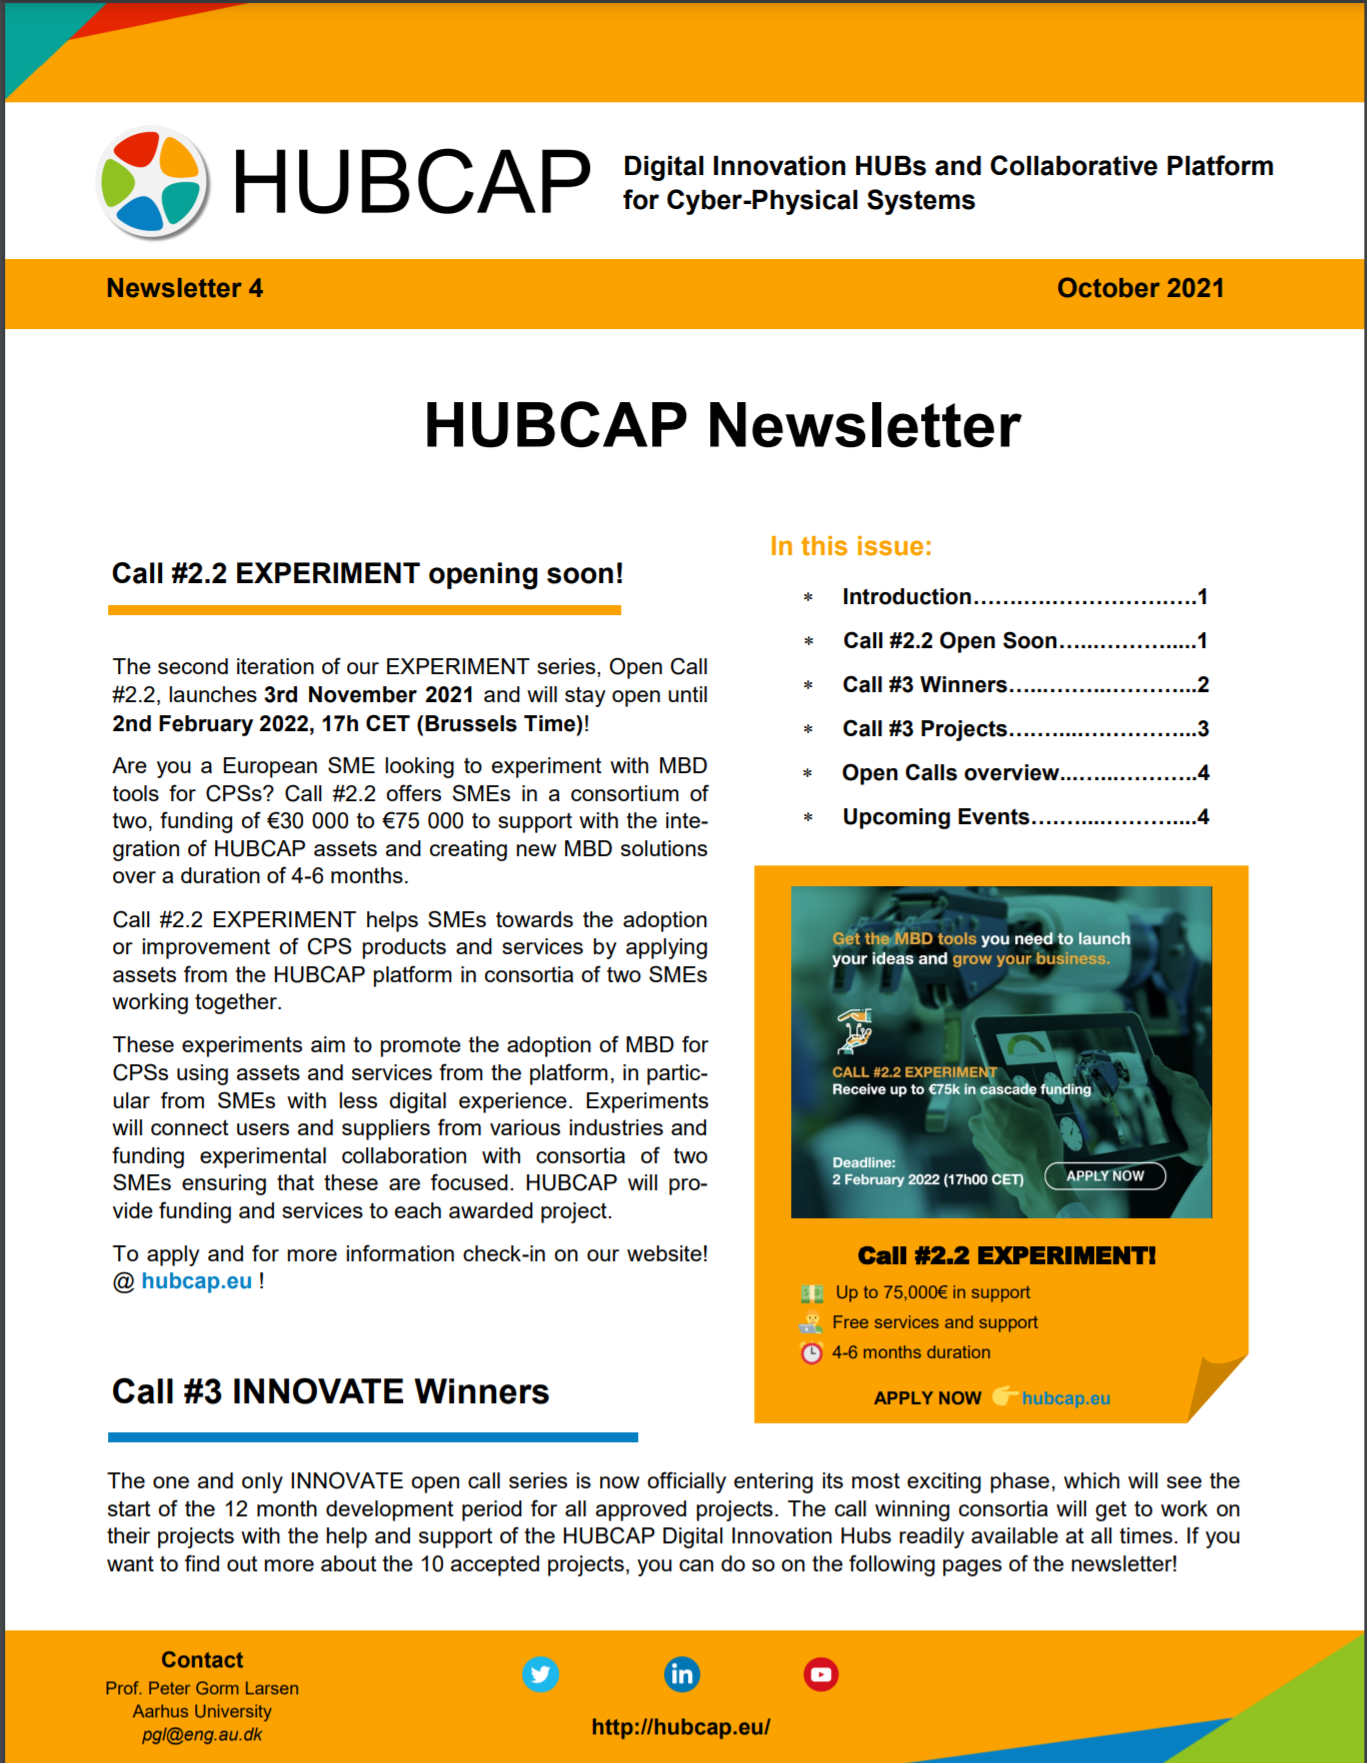 HUBCAP
Digital Innovation HUBs and Collaborative Platform
for Cyber-Physical Systems
Newsletter 4
October 2021
HUBCAP Newsletter
Call #2.2 EXPERIMENT opening soon!
The second iteration of our EXPERIMENT series, Open Call
#2.2, launches 3rd November 2021 and will stay open until
2nd February 2022, 17h CET (Brussels Time)!
Are you a European SME looking to experiment with MBD
tools for CPSs? Call #2.2 offers SMEs in a consortium of
two, funding of €30 000 to €75 000 to support with the inte-
gration of HUBCAP assets and creating new MBD solutions
over a duration of 4-6 months.
Call #2.2 EXPERIMENT helps SMEs towards the adoption
or improvement of CPS products and services by applying
assets from the HUBCAP platform in consortia of two SMEs
working together.
These experiments aim to promote the adoption of MBD for
CPSs using assets and services from the platform, in partic-
ular from SMEs with less digital experience. Experiments
will connect users and suppliers from various industries and
funding experimental collaboration with consortia of two
SMEs ensuring that these are focused. HUBCAP will pro-
vide funding and services to each awarded project.
To apply and for more information check-in on our website!
@ hubcap.eu !
In this issue:
* Introduction……………………………1
* Call #2.2 Open Soon………………...1
* Call #3 Winners……………………...2
* Call #3 Projects……………………...3
* Open Calls overview………………..4
* Upcoming Events…………………...4
Get the MBD tools you need to launch
your ideas and grow your business.
CALL #2.2 EXPERIMENT
Receive up to €75k in cascade funding
Deadline:
2 February 2022 (17h00 CET)
APPLY NOW
Call #2.2 EXPERIMENT!
Up to 75,000€ in support
Free services and support
4-6 months duration
APPLY NOW hubcap.eu
Call #3 INNOVATE Winners
The one and only INNOVATE open call series is now officially entering its most exciting phase, which will see the
start of the 12 month development period for all approved projects. The call winning consortia will get to work on
their projects with the help and support of the HUBCAP Digital Innovation Hubs readily available at all times. If you
want to find out more about the 10 accepted projects, you can do so on the following pages of the newsletter!
Contact
Prof. Peter Gorm Larsen
Aarhus University
pgl@eng.au.dk
in
http://hubcap.eu/